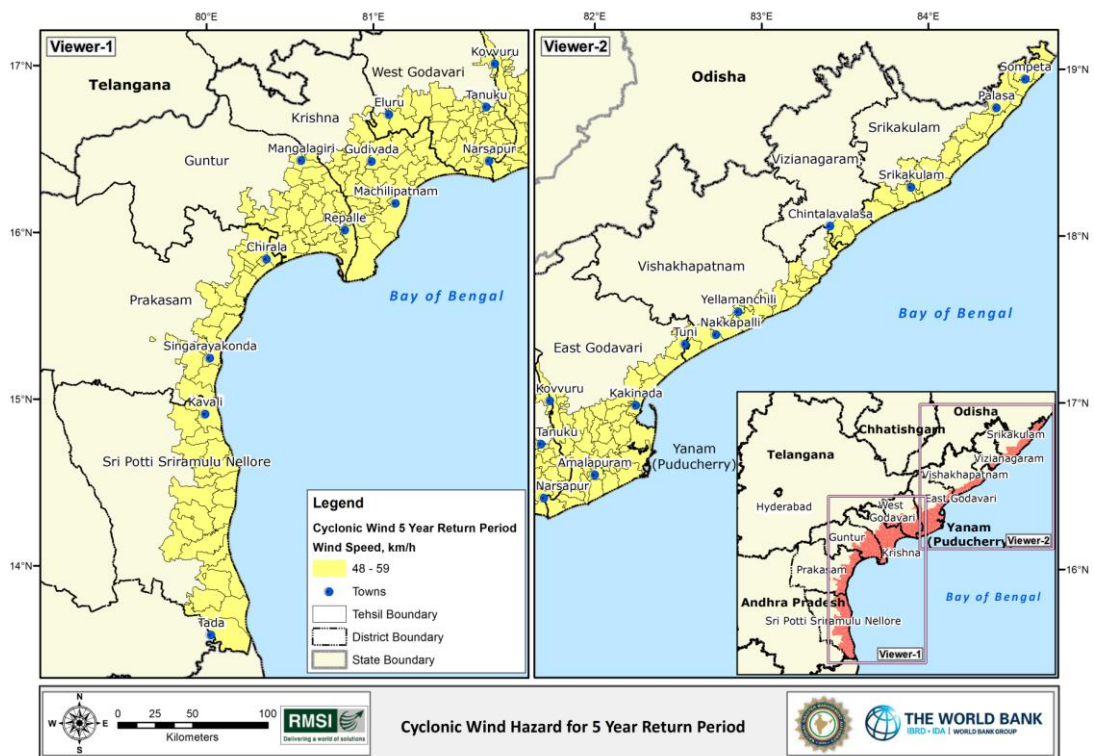 80°E
81°E
82°E
83°E
84°E
Viewer-1
17°N
16°N
15°N
14°N
Telangana
West Godavari
Kovvuru
Tanuku
Eluru
Krishna
Guntur
Mangalagiri
Gudivada
Narsapur
Machilipatnam
Repalle
Chirala
Bay of Bengal
Prakasam
Singarayakonda
Kavali
Sri Potti Sriramulu Nellore
Tada
Legend
Cyclonic Wind 5 Year Return Period
Wind Speed, km/h
48 - 59
Towns
Tehsil Boundary
District Boundary
State Boundary
Viewer-2
19°N
18°N
17°N
16°N
Odisha
Sompeta
Palasa
Srikakulam
Vizianagaram
Srikakulam
Chintalavalasa
Vishakhapatnam
Yellamanchili
Nakkapalli
Tuni
Bay of Bengal
East Godavari
Kovvuru
Kakinada
Tanuku
Amalapuram
Narsapur
Yanam
(Puducherry)
Odisha
Chhatishgarh
Srikakulam
Telangana
Vizianagaram
Vishakhapatnam
East Godavari
Hyderabad
West
Godavari
Yanam
(Puducherry)
Guntur
Krishna
Viewer-2
Prakasam
Andhra Pradesh
Bay of Bengal
Sri Potti Sriramulu Nellore
Viewer-1
N
W
E
S
0 25 50 100
Kilometers
RMSI
Delivering a world of solutions
Cyclonic Wind Hazard for 5 Year Return Period
THE WORLD BANK
IBRD • IDA | WORLD BANK GROUP